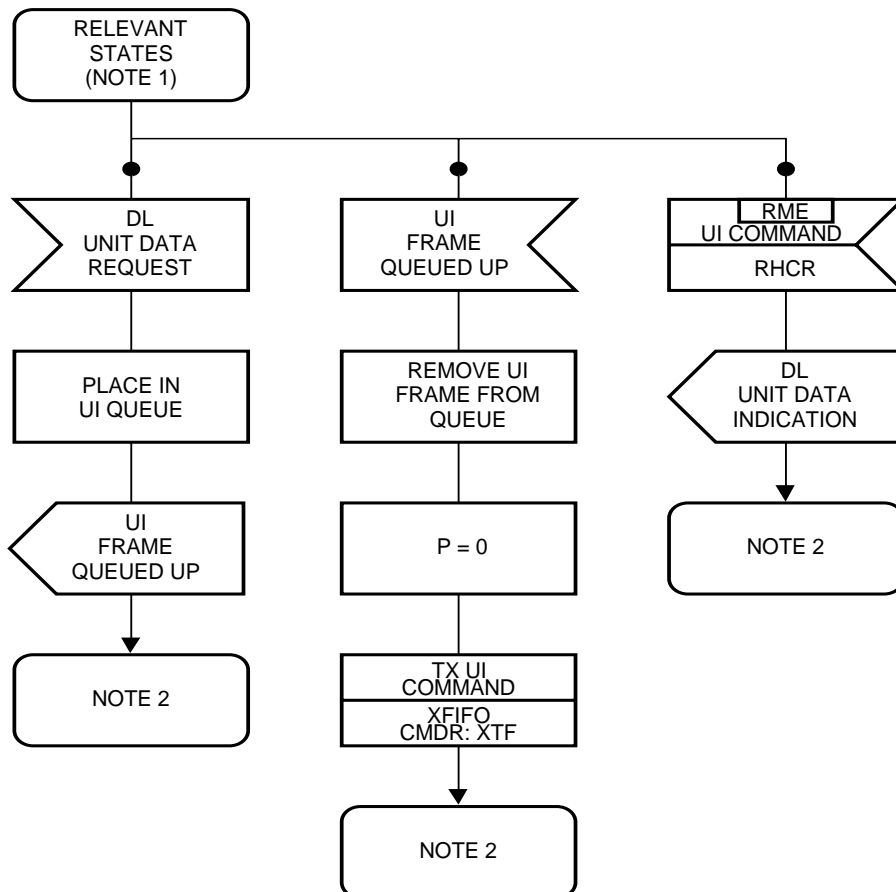 RELEVANT
STATES
(NOTE 1)
DL
UNIT DATA
REQUEST
PLACE IN
UI QUEUE
UI
FRAME
QUEUED UP
NOTE 2
UI
FRAME
QUEUED UP
REMOVE UI
FRAME FROM
QUEUE
P = 0
TX UI
COMMAND
XFIFO
CMDR: XTF
NOTE 2
RME
UI COMMAND
RHCR
DL
UNIT DATA
INDICATION
NOTE 2